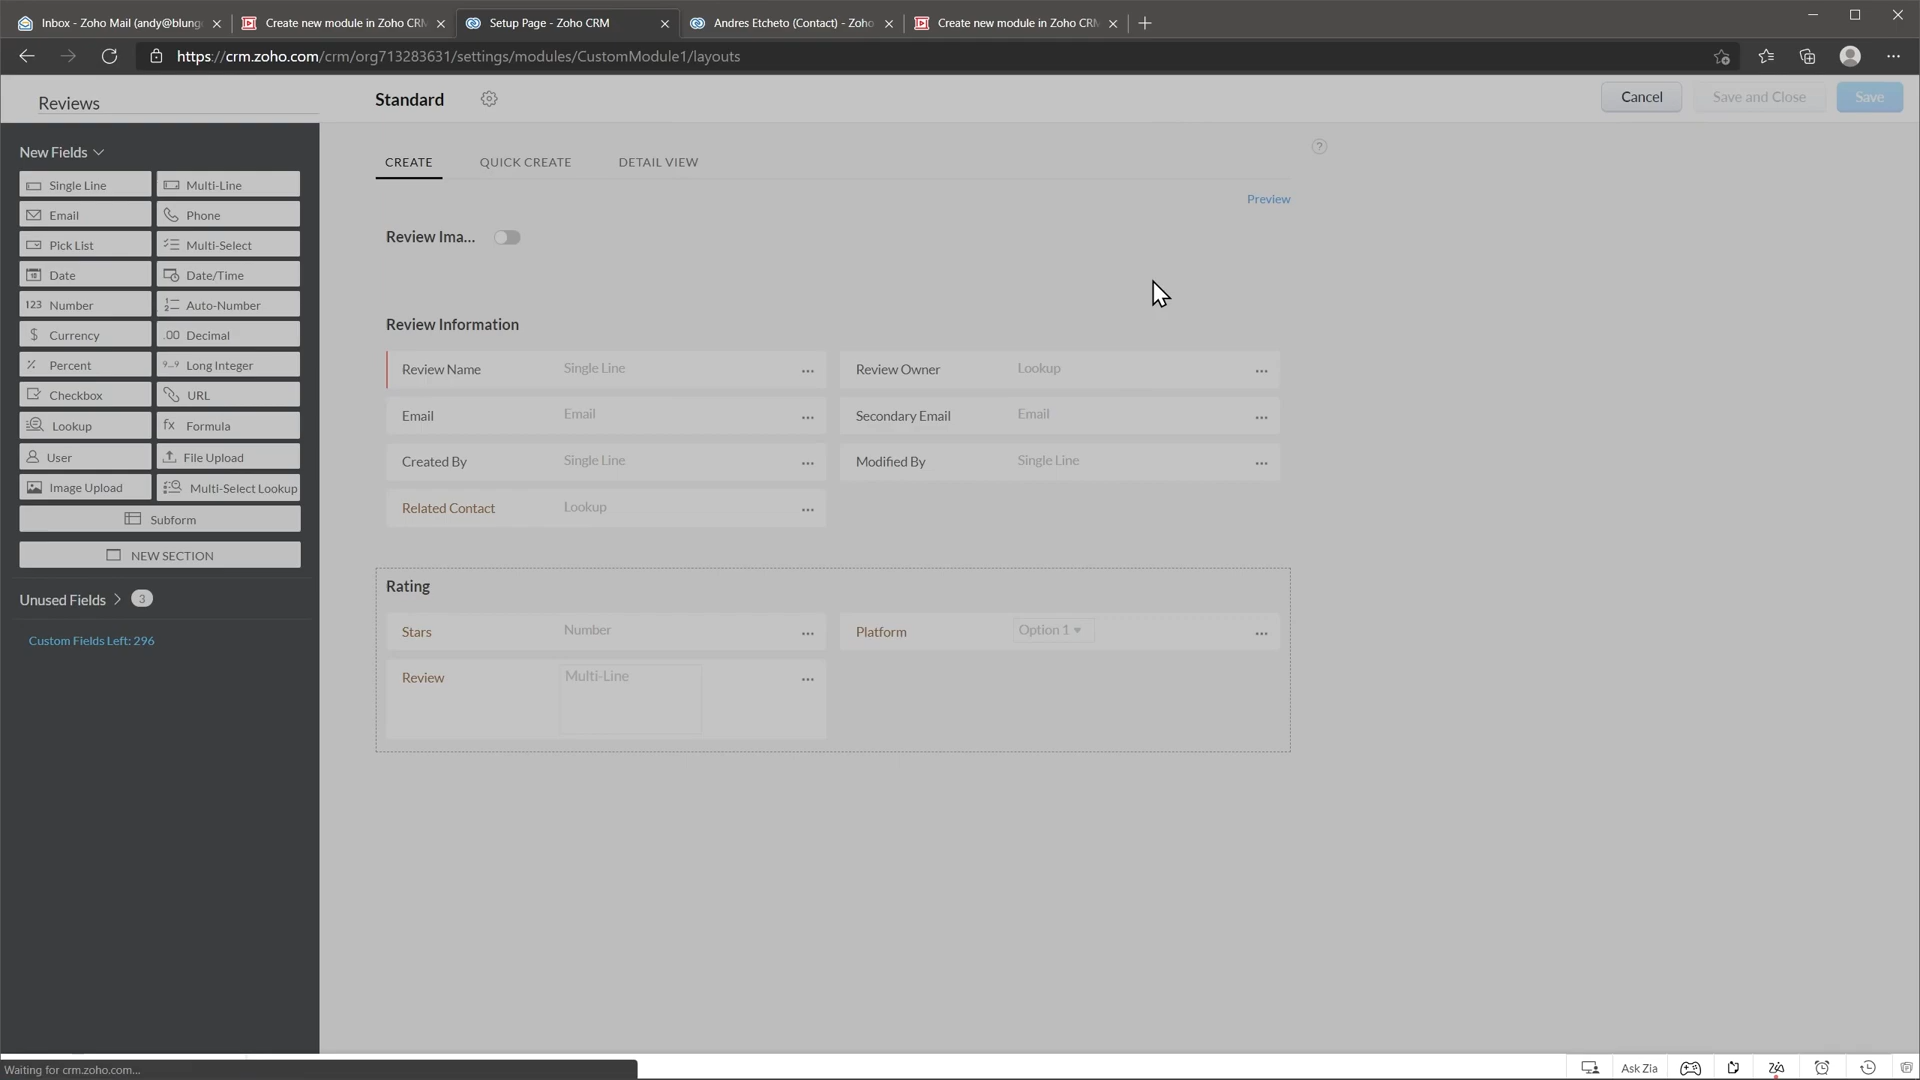 Inbox - Zoho Mail (andy@blung
Create new module in Zoho CRM
Setup Page - Zoho CRM
Andres Etcheto (Contact) - Zoho
Create new module in Zoho CRM
https://crm.zoho.com/crm/org713283631/settings/modules/CustomModule1/layouts
Reviews
Standard
Cancel
Save and Close
Save
New Fields
Single Line
Multi-Line
Email
Phone
Pick List
Multi-Select
Date
Date/Time
Number
Auto-Number
Currency
Decimal
Percent
Long Integer
Checkbox
URL
Lookup
Formula
User
File Upload
Image Upload
Multi-Select Lookup
Subform
NEW SECTION
Unused Fields 3
Custom Fields Left: 296
CREATE
QUICK CREATE
DETAIL VIEW
Preview
Review Ima...
Review Information
Review Name Single Line
Review Owner Lookup
Email Email
Secondary Email Email
Created By Single Line
Modified By Single Line
Related Contact Lookup
Rating
Stars Number
Platform Option 1
Review Multi-Line
Waiting for crm.zoho.com...
Ask Zia